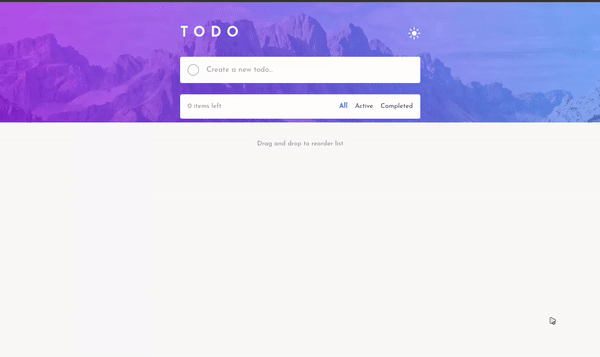 TODO
Create a new todo...
0 items left All Active Completed
Drag and drop to reorder list